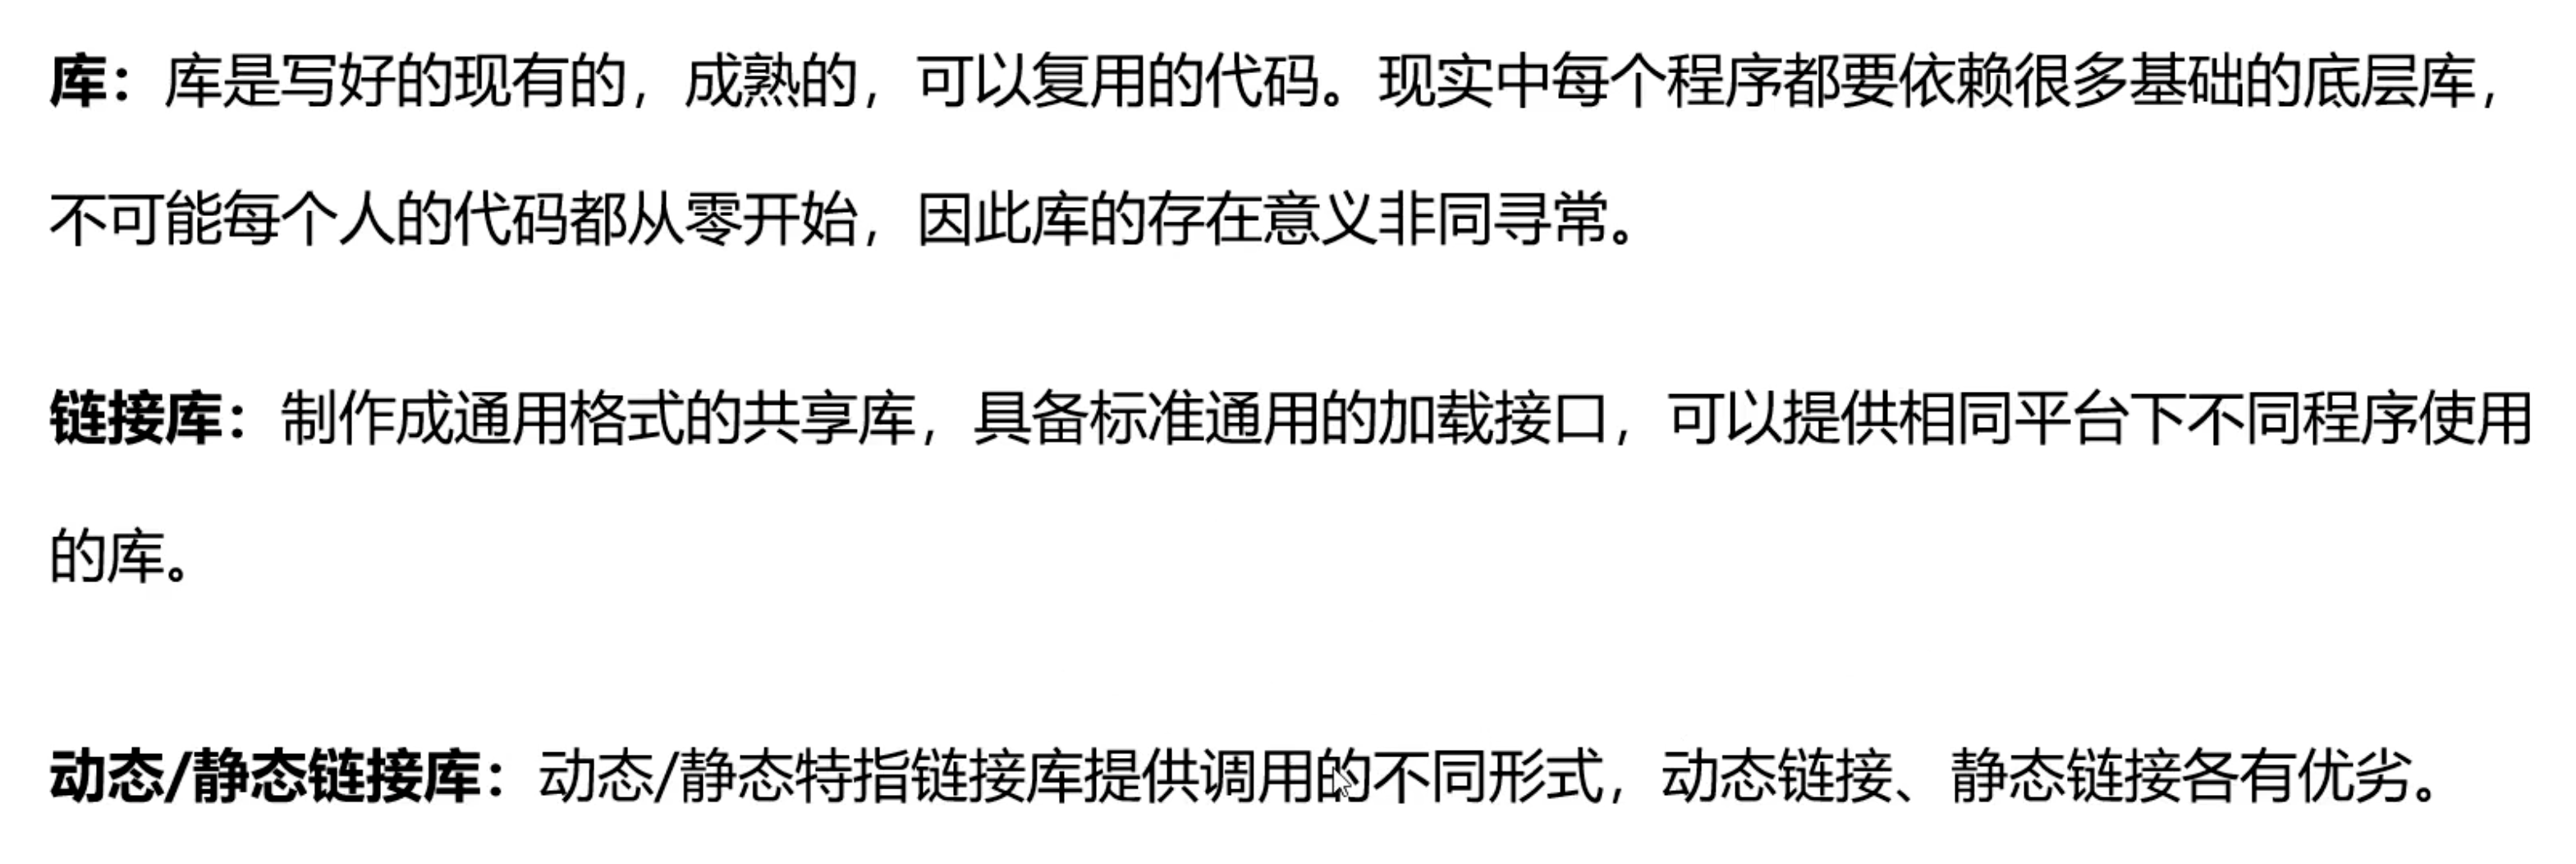 库：库是写好的现有的，成熟的，可以复用的代码。现实中每个程序都要依赖很多基础的底层库，
不可能每个人的代码都从零开始，因此库的存在意义非同寻常。
链接库：制作成通用格式的共享库，具备标准通用的加载接口，可以提供相同平台下不同程序使用
的库。
动态/静态链接库：动态/静态特指链接库提供调用的不同形式，动态链接、静态链接各有优劣。